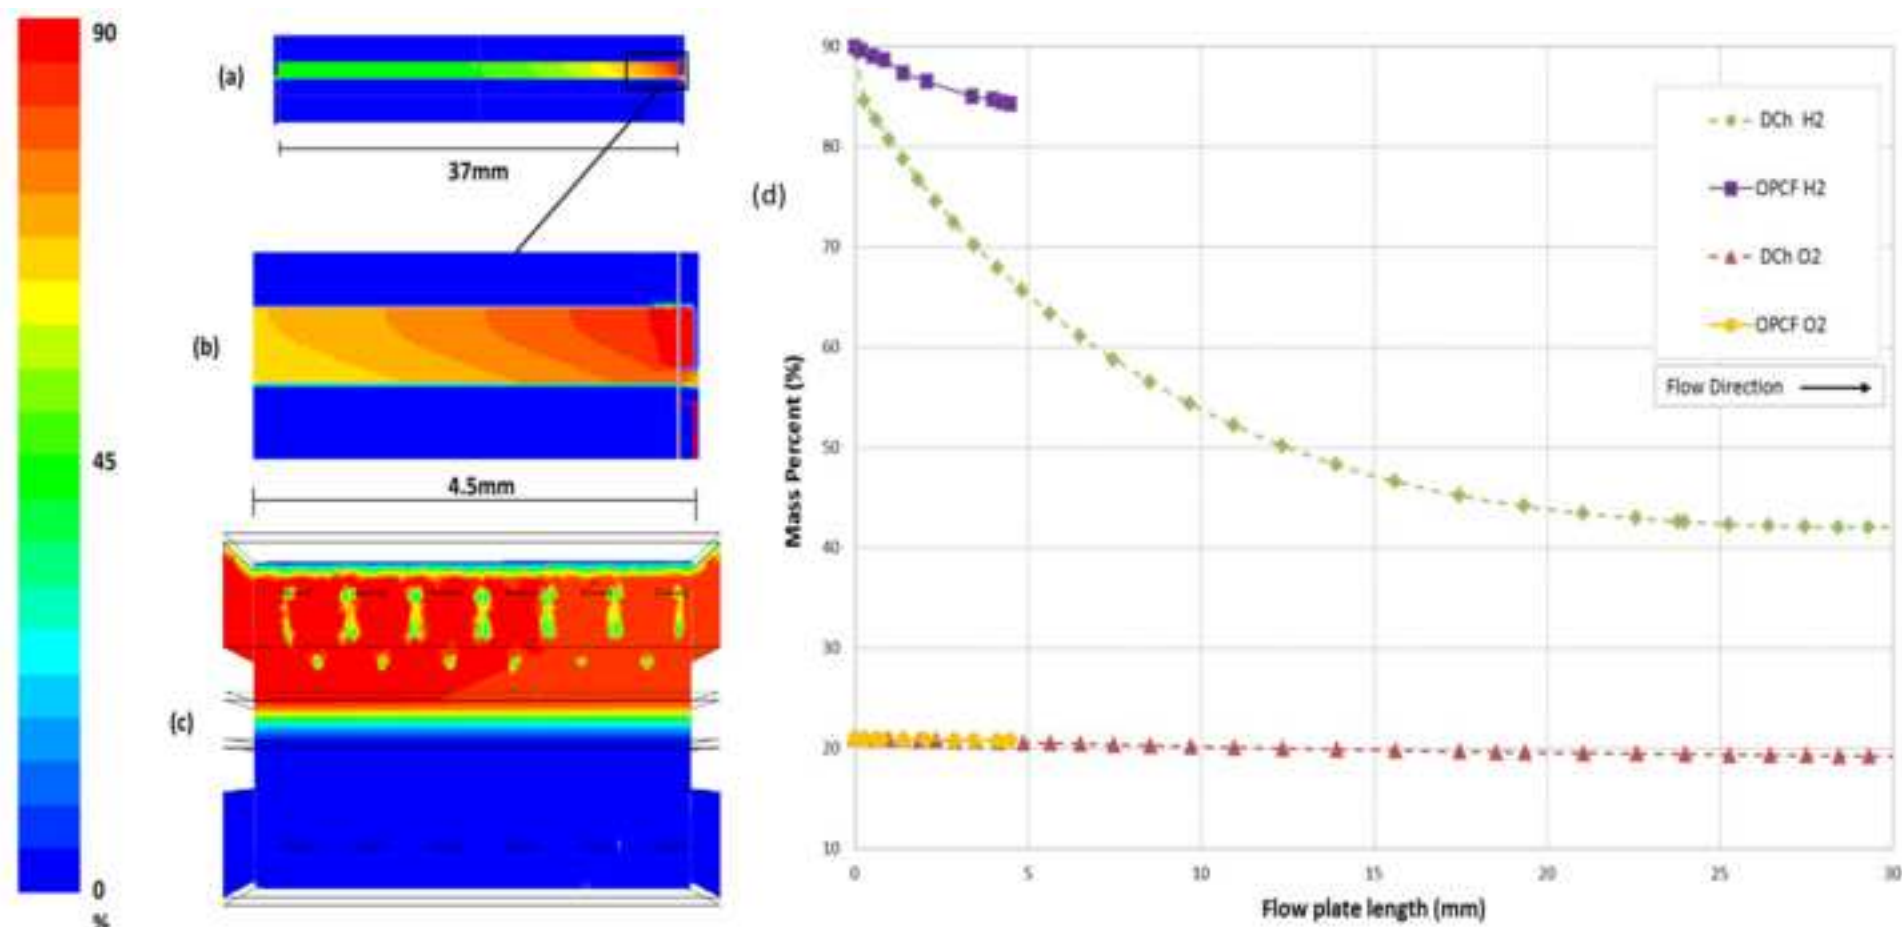 90
45
0
%
(a)
37mm
(b)
4.5mm
(c)
(d)
90
80
70
60
50
40
30
20
10
Mass Percent (%)
0 5 10 15 20 25 30
Flow plate length (mm)
DCh H2
OPCF H2
DCh O2
OPCF O2
Flow Direction